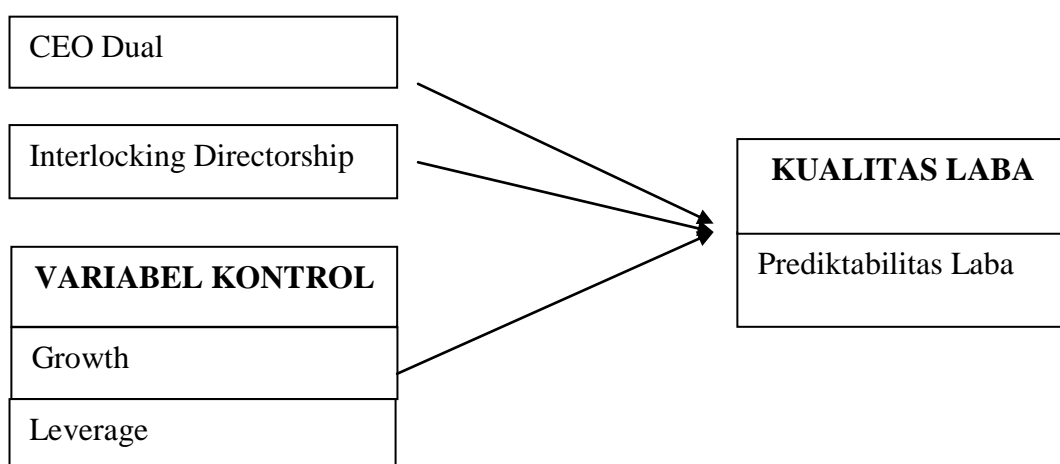 CEO Dual
Interlocking Directorship
VARIABEL KONTROL
Growth
Leverage
KUALITAS LABA
Prediktabilitas Laba